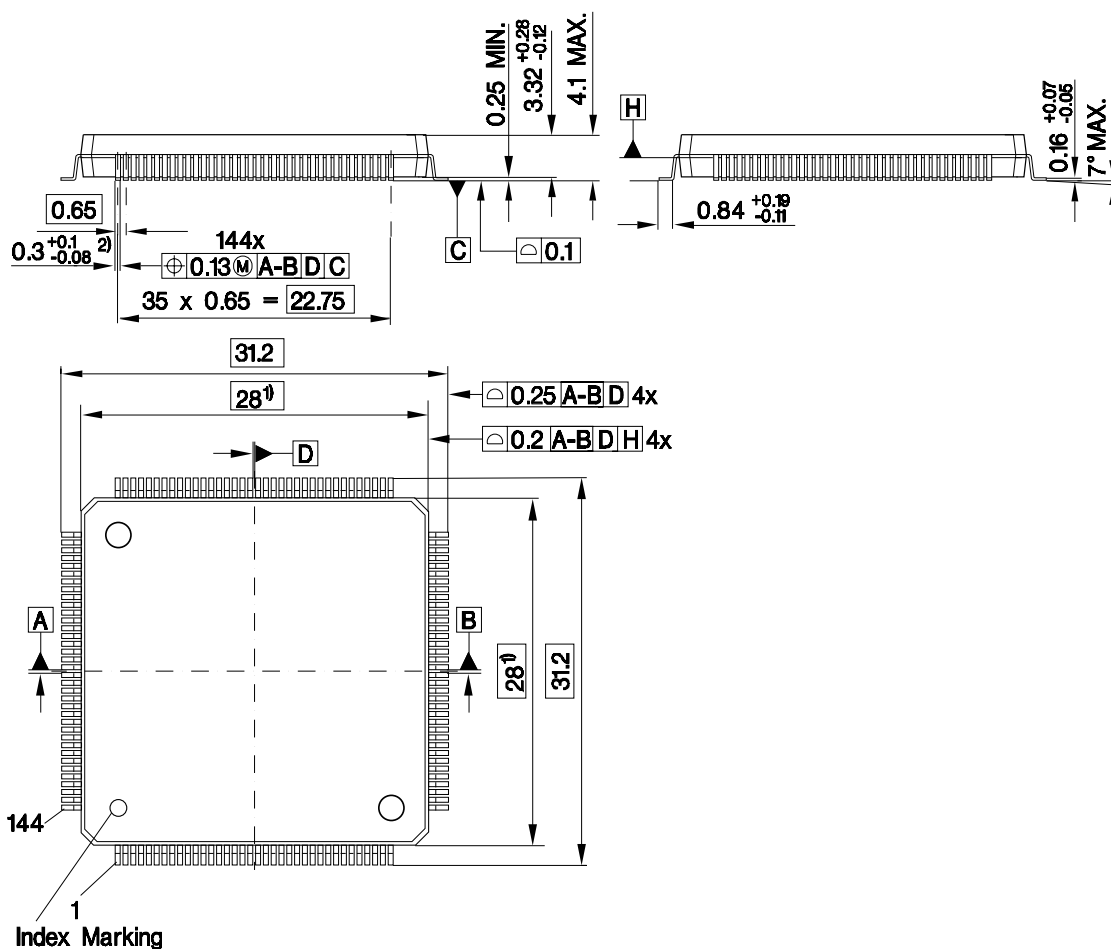 0.25 MIN.
3.32 +0.28 -0.12
4.1 MAX.
H
0.16 +0.07 -0.05
7° MAX.
0.65
0.3 +0.1 -0.08 2)
144x
⌖ 0.13 Ⓜ A-B D C
35 x 0.65 = 22.75
C
⌓ 0.1
0.84 +0.19 -0.11
31.2
28 1)
⌓ 0.25 A-B D 4x
⌓ 0.2 A-B D H 4x
D
A
B
28 1)
31.2
144
1
Index Marking